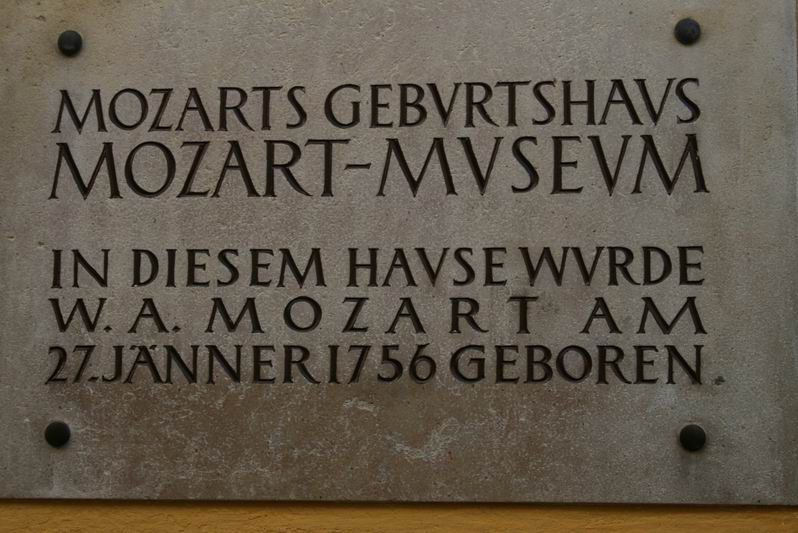 MOZARTS GEBVRTSHAVS
MOZART-MVSEVM
IN DIESEM HAVSE WVRDE
W. A. MOZART AM
27. JÄNNER 1756 GEBOREN